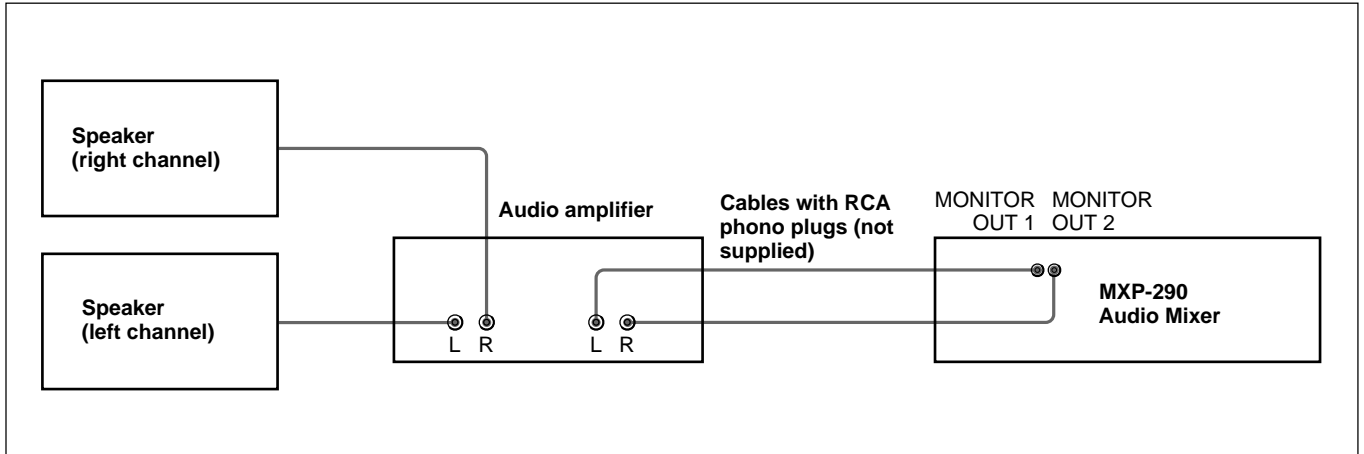 Speaker
(right channel)
Speaker
(left channel)
Audio amplifier
L R
L R
Cables with RCA
phono plugs (not
supplied)
MONITOR MONITOR
OUT 1 OUT 2
MXP-290
Audio Mixer